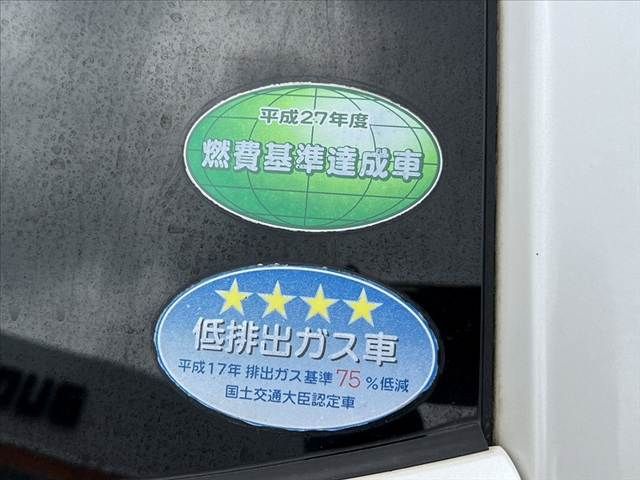 平成27年度
燃費基準達成車
★★★★
低排出ガス車
平成17年 排出ガス基準 75 %低減
国土交通大臣認定車